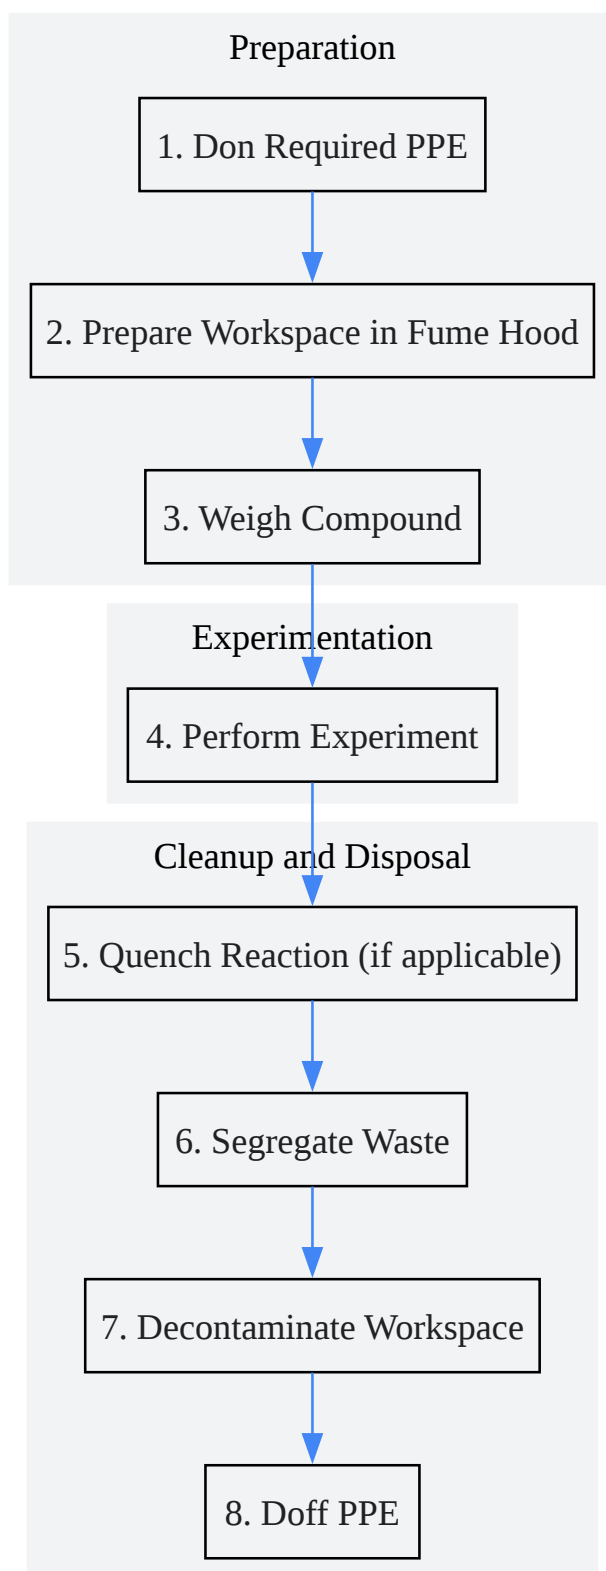 Preparation
1. Don Required PPE
2. Prepare Workspace in Fume Hood
3. Weigh Compound
Experimentation
4. Perform Experiment
Cleanup and Disposal
5. Quench Reaction (if applicable)
6. Segregate Waste
7. Decontaminate Workspace
8. Doff PPE